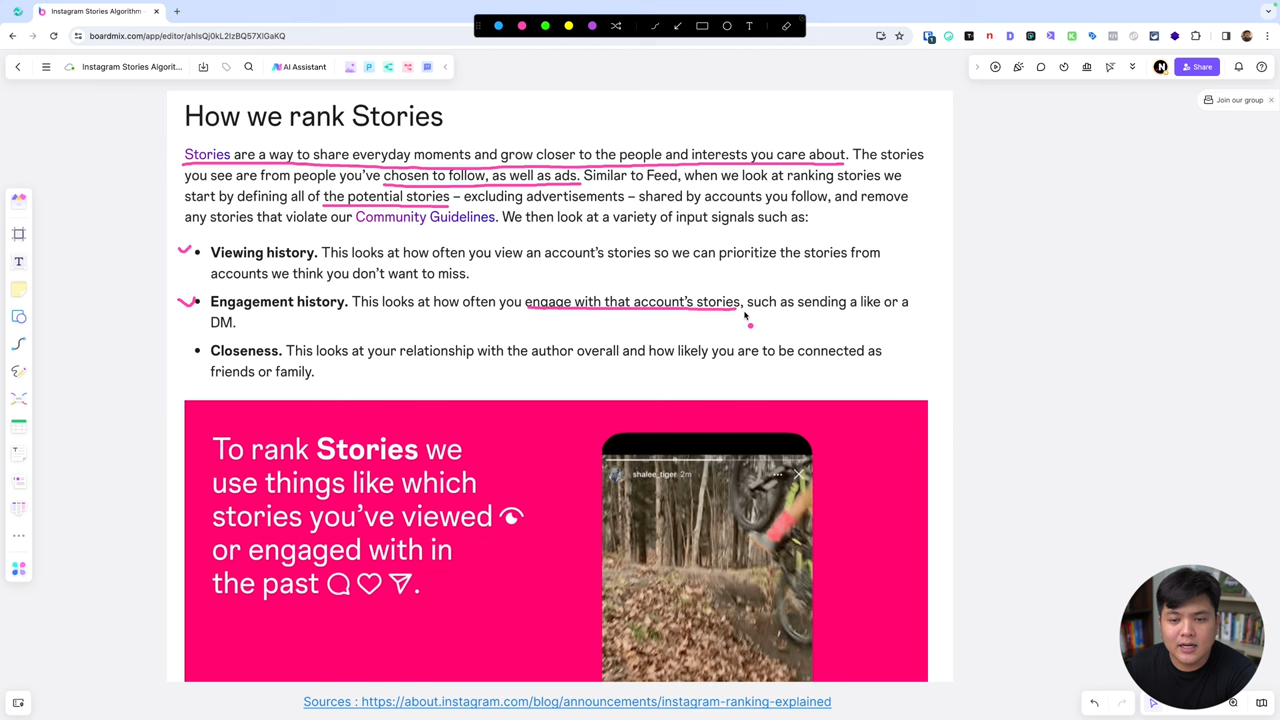 Instagram Stories Algorithm -
boardmix.com/app/editor/ahlsQj0kL2IzBQ57XlGaKQ
T
Instagram Stories Algorit...
AI Assistant
P
N
Share
Join our group
How we rank Stories
Stories are a way to share everyday moments and grow closer to the people and interests you care about. The stories
you see are from people you've chosen to follow, as well as ads. Similar to Feed, when we look at ranking stories we
start by defining all of the potential stories – excluding advertisements – shared by accounts you follow, and remove
any stories that violate our Community Guidelines. We then look at a variety of input signals such as:
• Viewing history. This looks at how often you view an account's stories so we can prioritize the stories from
accounts we think you don't want to miss.
• Engagement history. This looks at how often you engage with that account's stories, such as sending a like or a
DM.
• Closeness. This looks at your relationship with the author overall and how likely you are to be connected as
friends or family.
T
To rank Stories we
use things like which
stories you've viewed
or engaged with in
the past .
shalee_tiger 2m
Sources : https://about.instagram.com/blog/announcements/instagram-ranking-explained